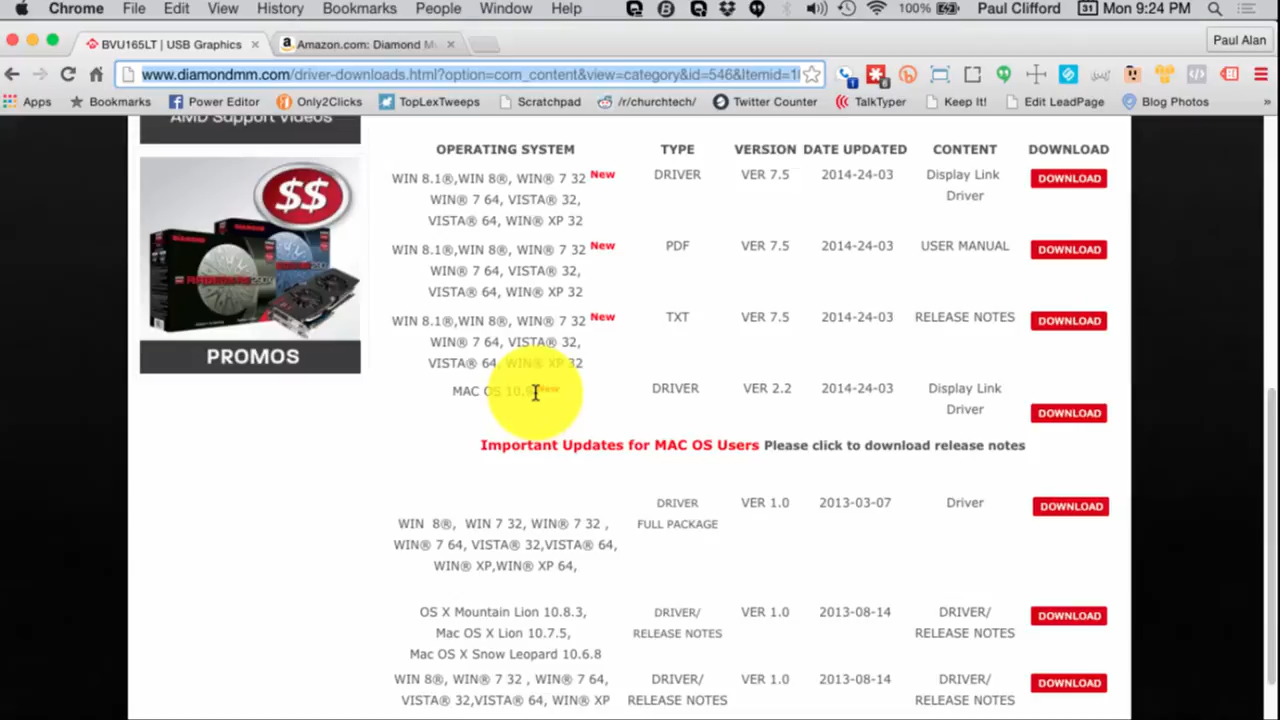 Chrome File Edit View History Bookmarks People Window Help 100% Paul Clifford 31 Mon 9:24 PM
BVU165LT | USB Graphics Amazon.com: Diamond M Paul Alan
www.diamondmm.com/driver-downloads.html?option=com_content&view=category&id=546&Itemid=1
Apps Bookmarks Power Editor Only2Clicks TopLexTweeps Scratchpad /r/churchtech/ Twitter Counter TalkTyper Keep It! Edit LeadPage Blog Photos »
AMD Support Videos
$$
DIAMOND
PROMOS
OPERATING SYSTEM TYPE VERSION DATE UPDATED CONTENT DOWNLOAD
WIN 8.1®,WIN 8®, WIN® 7 32 New DRIVER VER 7.5 2014-24-03 Display Link DOWNLOAD
WIN® 7 64, VISTA® 32, Driver
VISTA® 64, WIN® XP 32
WIN 8.1®,WIN 8®, WIN® 7 32 New PDF VER 7.5 2014-24-03 USER MANUAL DOWNLOAD
WIN® 7 64, VISTA® 32,
VISTA® 64, WIN® XP 32
WIN 8.1®,WIN 8®, WIN® 7 32 New TXT VER 7.5 2014-24-03 RELEASE NOTES DOWNLOAD
WIN® 7 64, VISTA® 32,
VISTA® 64, WIN® XP 32
MAC OS 10.9 New DRIVER VER 2.2 2014-24-03 Display Link
Driver DOWNLOAD
Important Updates for MAC OS Users Please click to download release notes
DRIVER VER 1.0 2013-03-07 Driver DOWNLOAD
WIN 8®, WIN 7 32, WIN® 7 32 , FULL PACKAGE
WIN® 7 64, VISTA® 32,VISTA® 64,
WIN® XP,WIN® XP 64,
OS X Mountain Lion 10.8.3, DRIVER/ VER 1.0 2013-08-14 DRIVER/ DOWNLOAD
Mac OS X Lion 10.7.5, RELEASE NOTES RELEASE NOTES
Mac OS X Snow Leopard 10.6.8
WIN 8®, WIN® 7 32 , WIN® 7 64, DRIVER/ VER 1.0 2013-08-14 DRIVER/ DOWNLOAD
VISTA® 32,VISTA® 64, WIN® XP RELEASE NOTES RELEASE NOTES